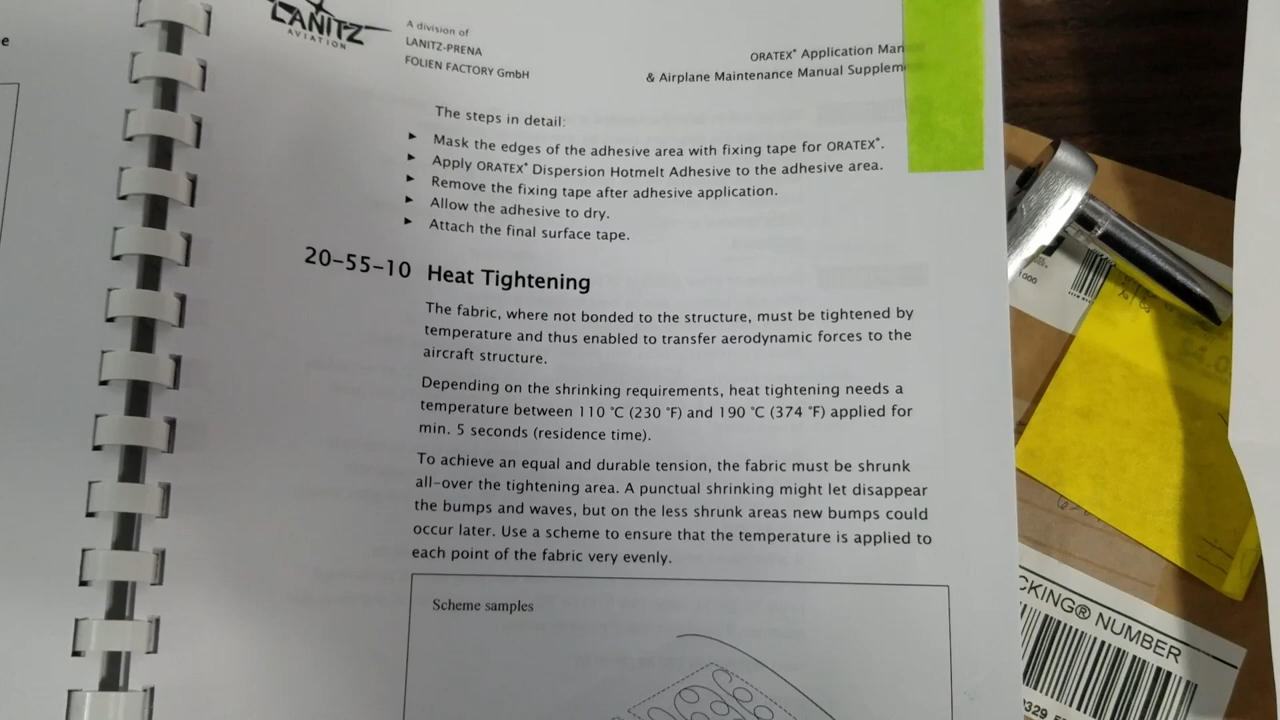 e
LANITZ
AVIATION
A division of
LANITZ-PRENA
FOLIEN FACTORY GmbH
ORATEX® Application
& Airplane Maintenance Manual
The steps in detail:
► Mask the edges of the adhesive area with fixing tape for ORATEX®.
► Apply ORATEX® Dispersion Hotmelt Adhesive to the adhesive area.
► Remove the fixing tape after adhesive application.
► Allow the adhesive to dry.
► Attach the final surface tape.
20-55-10 Heat Tightening
The fabric, where not bonded to the structure, must be tightened by
temperature and thus enabled to transfer aerodynamic forces to the
aircraft structure.
Depending on the shrinking requirements, heat tightening needs a
temperature between 110 °C (230 °F) and 190 °C (374 °F) applied for
min. 5 seconds (residence time).
To achieve an equal and durable tension, the fabric must be shrunk
all-over the tightening area. A punctual shrinking might let disappear
the bumps and waves, but on the less shrunk areas new bumps could
occur later. Use a scheme to ensure that the temperature is applied to
each point of the fabric very evenly.
Scheme samples
1000
CKING® NUMBER